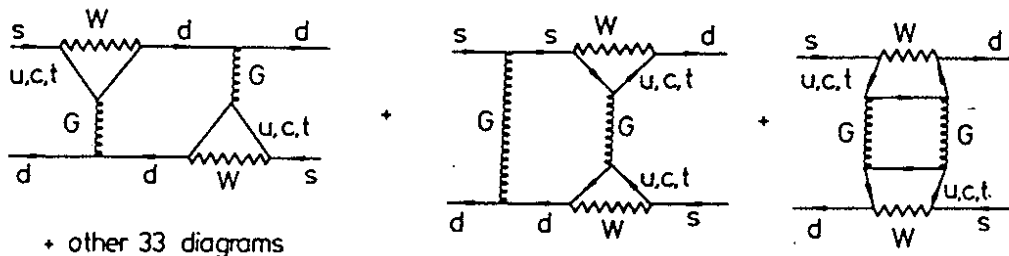 s W d d
u,c,t G
G u,c,t
d d W s
+
s s W d
u,c,t
G G
u,c,t
d d W s
+
s W d
u,c,t
G G
u,c,t
d W s
+ other 33 diagrams